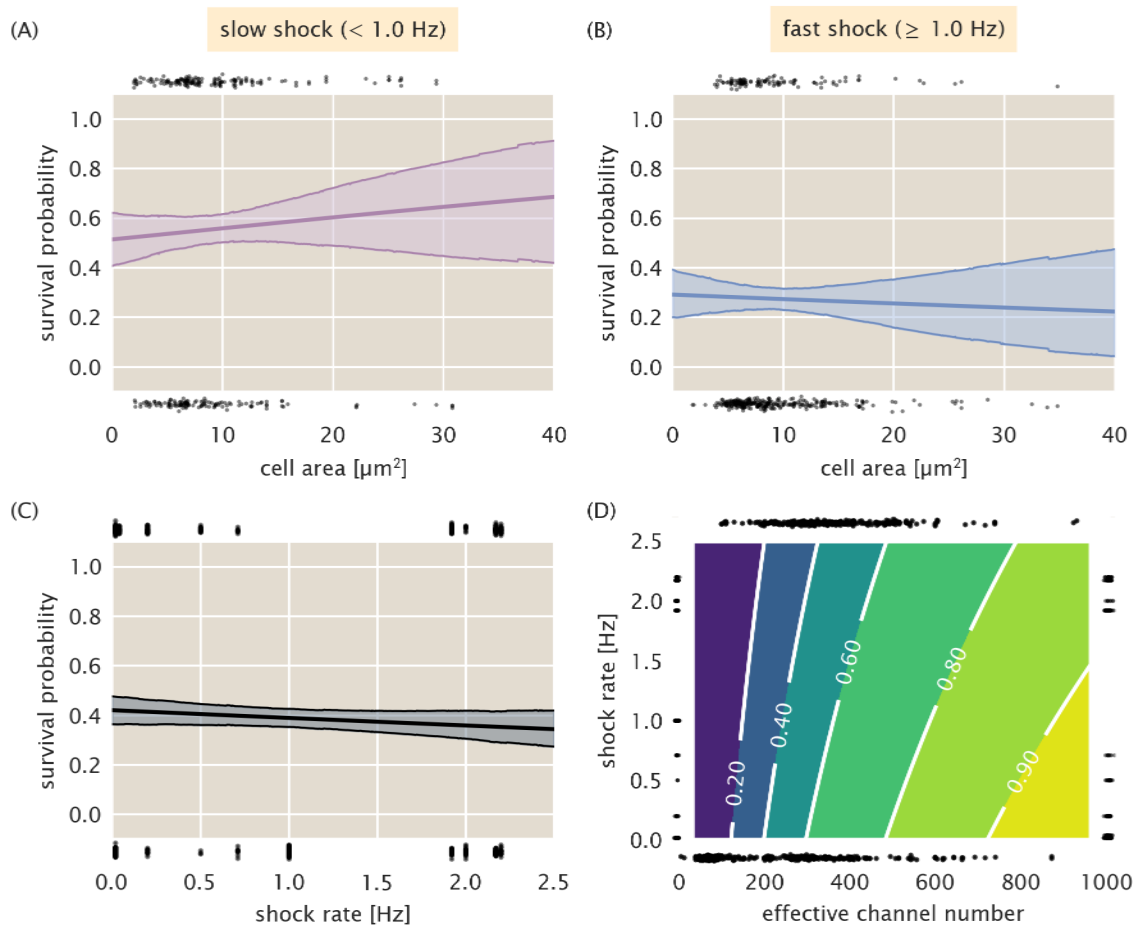 (A)
slow shock (< 1.0 Hz)
1.0
0.8
0.6
0.4
0.2
0.0
survival probability
0 10 20 30 40
cell area [µm²]
(B)
fast shock (≥ 1.0 Hz)
1.0
0.8
0.6
0.4
0.2
0.0
survival probability
0 10 20 30 40
cell area [µm²]
(C)
1.0
0.8
0.6
0.4
0.2
0.0
survival probability
0.0 0.5 1.0 1.5 2.0 2.5
shock rate [Hz]
(D)
2.5
2.0
1.5
1.0
0.5
0.0
shock rate [Hz]
0.20
0.40
0.60
0.80
0.90
0 200 400 600 800 1000
effective channel number